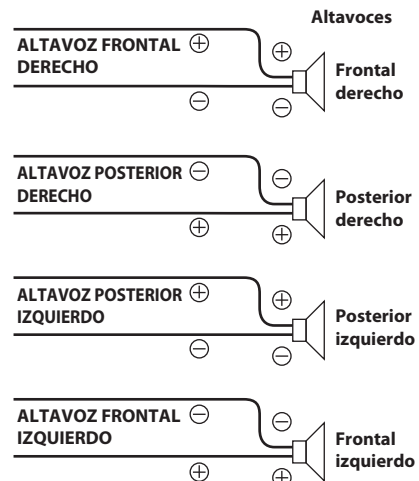 Altavoces
ALTAVOZ FRONTAL ⊕ ⊕
DERECHO
Frontal
derecho
⊖ ⊖
ALTAVOZ POSTERIOR ⊖ ⊖
DERECHO
Posterior
derecho
⊕ ⊕
ALTAVOZ POSTERIOR ⊕ ⊕
IZQUIERDO
Posterior
izquierdo
⊖ ⊖
ALTAVOZ FRONTAL ⊖ ⊖
IZQUIERDO
Frontal
izquierdo
⊕ ⊕